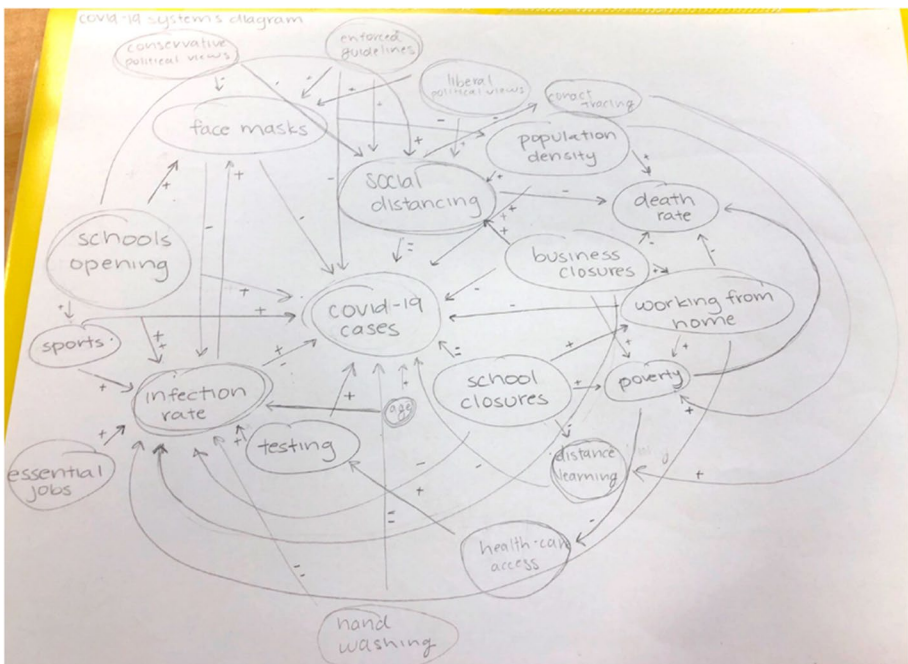 covid-19 systems diagram
conservative
political views
enforced
guidelines
liberal
political views
tracing
face masks
population
density
social
distancing
death
rate
schools
opening
business
closures
covid-19
cases
working from
home
sports
school
closures
poverty
infection
rate
age
testing
distance
learning
essential
jobs
health care
access
hand
washing